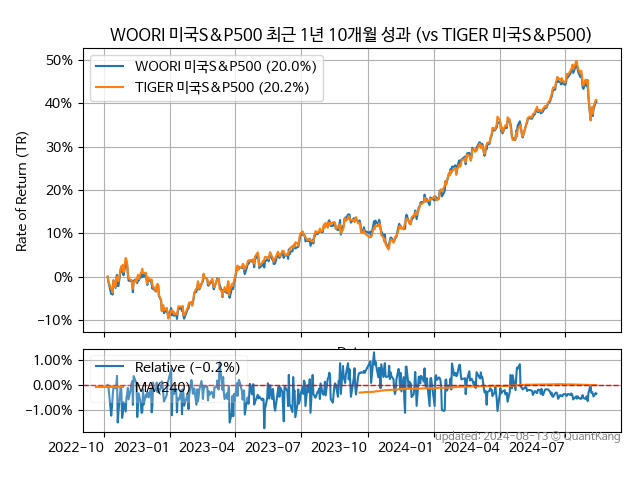 WOORI 미국S&P500 최근 1년 10개월 성과 (vs TIGER 미국S&P500)
WOORI 미국S&P500 (20.0%)
TIGER 미국S&P500 (20.2%)
Rate of Return (TR)
50%
40%
30%
20%
10%
0%
−10%
Relative (−0.2%)
MA(240)
1.00%
0.00%
−1.00%
updated: 2024-08-13 © QuantKang
2022-10 2023-01 2023-04 2023-07 2023-10 2024-01 2024-04 2024-07